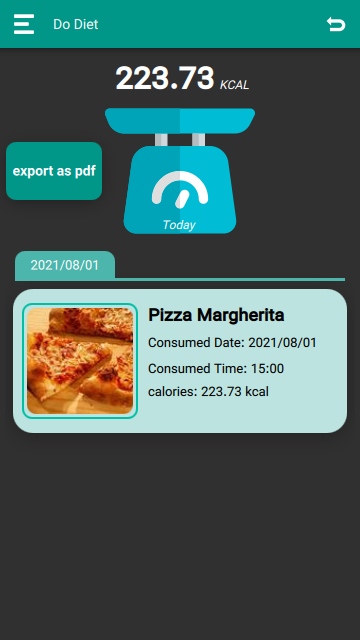 Do Diet
223.73 KCAL
export as pdf
Today
2021/08/01
Pizza Margherita
Consumed Date: 2021/08/01
Consumed Time: 15:00
calories: 223.73 kcal